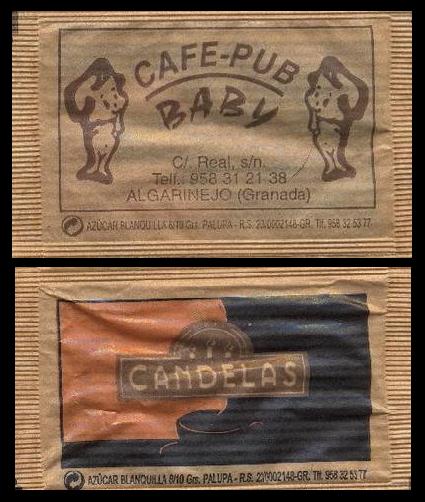 CAFE-PUB
BABY
C/. Real, s/n.
Telf.: 958 31 21 38
ALGARINEJO (Granada)
AZÚCAR BLANQUILLA 8/10 Grs. PALUPA - R.S. 23/0002148-GR. Tlf. 958 32 53 77
CANDELAS
AZÚCAR BLANQUILLA 8/10 Grs. PALUPA - R.S. 23/0002148-GR. Tlf. 958 32 53 77